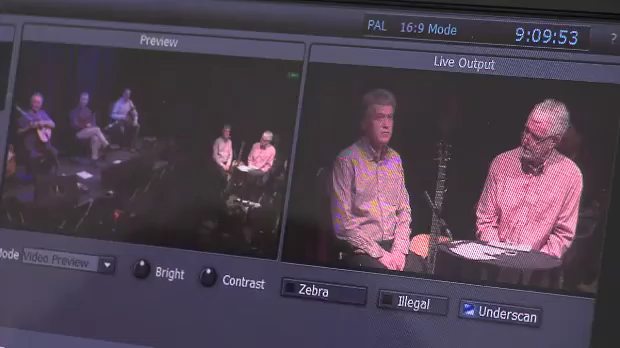 PAL 16:9 Mode 9:09:53 ?
Preview
Live Output
Mode Video Preview Bright Contrast Zebra Illegal Underscan